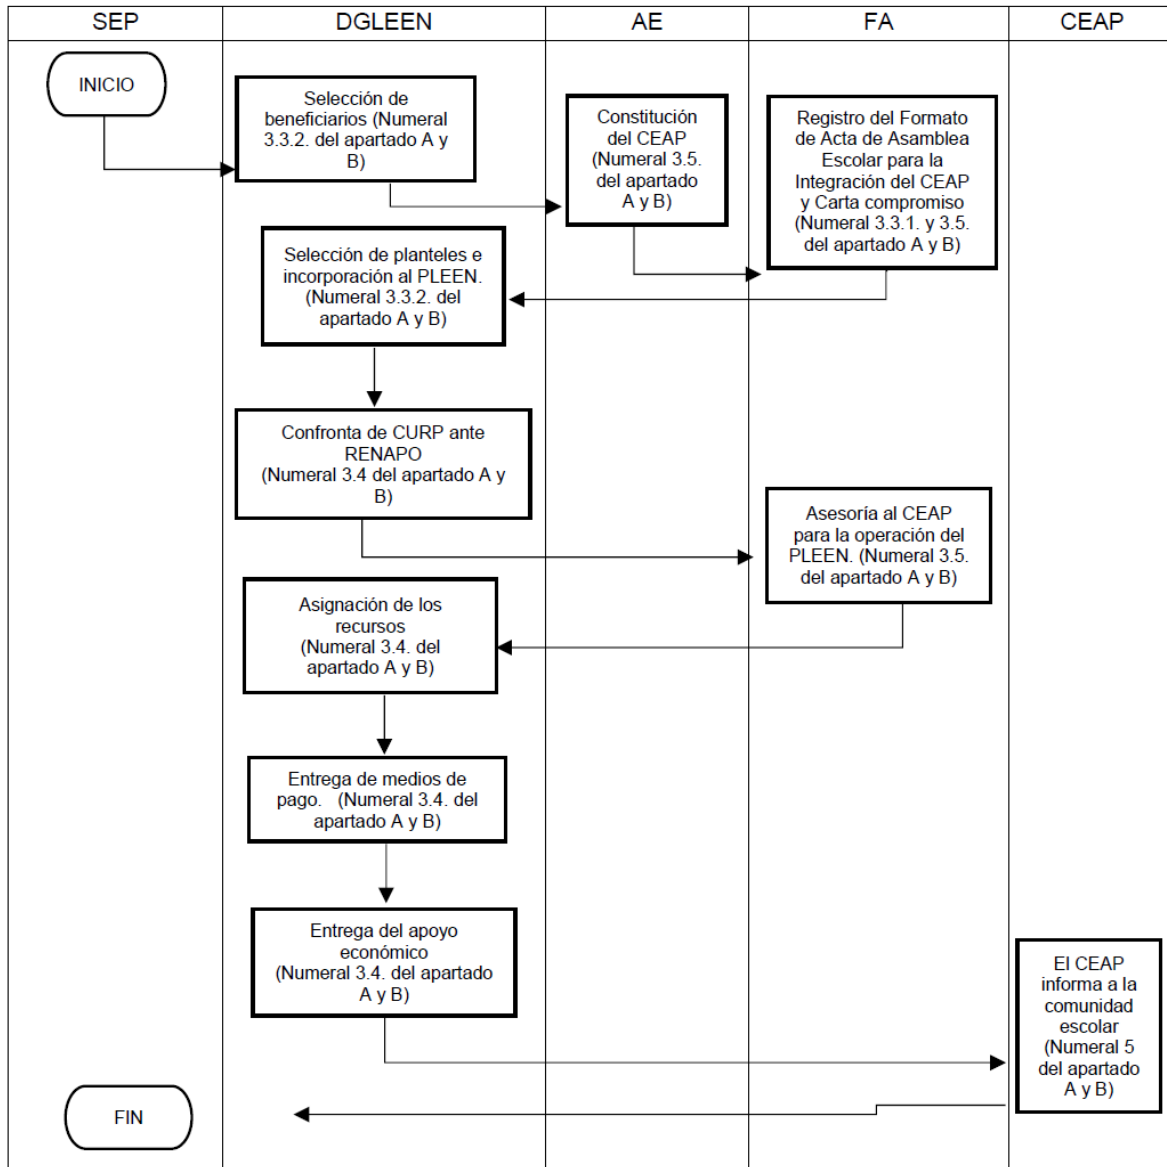 SEP
DGLEEN
AE
FA
CEAP
INICIO
Selección de
beneficiarios (Numeral
3.3.2. del apartado A y
B)
Constitución
del CEAP
(Numeral 3.5.
del apartado
A y B)
Registro del Formato
de Acta de Asamblea
Escolar para la
Integración del CEAP
y Carta compromiso
(Numeral 3.3.1. y 3.5.
del apartado A y B)
Selección de planteles e
incorporación al PLEEN.
(Numeral 3.3.2. del
apartado A y B)
Confronta de CURP ante
RENAPO
(Numeral 3.4 del apartado A y
B)
Asesoría al CEAP
para la operación del
PLEEN. (Numeral 3.5.
del apartado A y B)
Asignación de los
recursos
(Numeral 3.4. del
apartado A y B)
Entrega de medios de
pago. (Numeral 3.4. del
apartado A y B)
Entrega del apoyo
económico
(Numeral 3.4. del apartado
A y B)
El CEAP
informa a la
comunidad
escolar
(Numeral 5
del apartado
A y B)
FIN